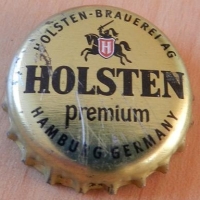 HOLSTEN-BRAUEREI AG
H
HOLSTEN
premium
HAMBURG·GERMANY